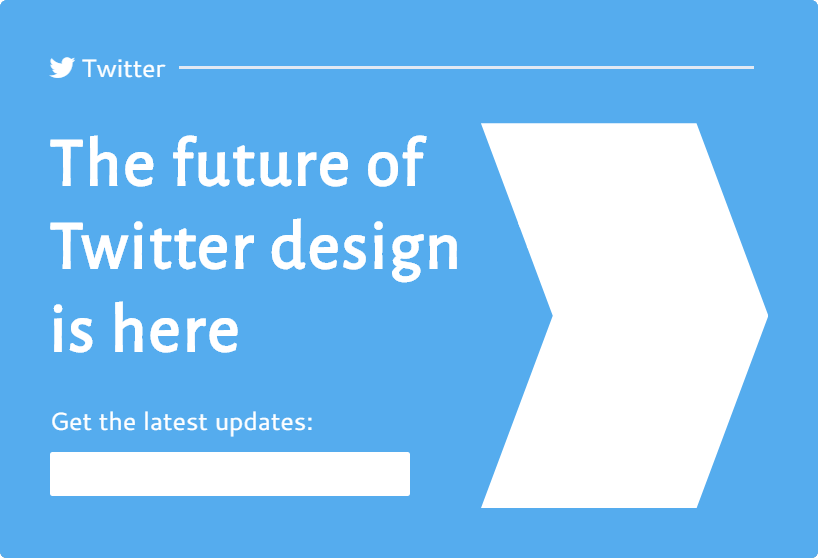 Twitter
The future of
Twitter design
is here
Get the latest updates: